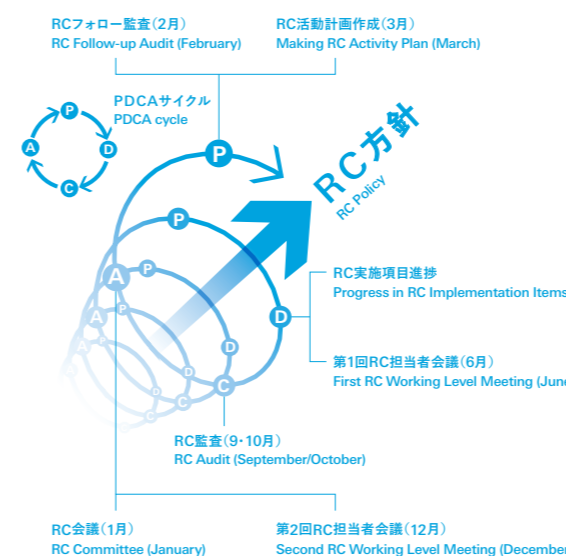 RCフォロー監査（2月）
RC Follow-up Audit (February)
RC活動計画作成（3月）
Making RC Activity Plan (March)
PDCAサイクル
PDCA cycle
P
A
D
C
P
RC方針
RC Policy
P
A
P
RC実施項目進捗
Progress in RC Implementation Items
A
P
D
P
D
第1回RC担当者会議（6月）
First RC Working Level Meeting (June
D
C
D
C
C
RC監査（9・10月）
RC Audit (September/October)
RC会議（1月）
RC Committee (January)
第2回RC担当者会議（12月）
Second RC Working Level Meeting (December